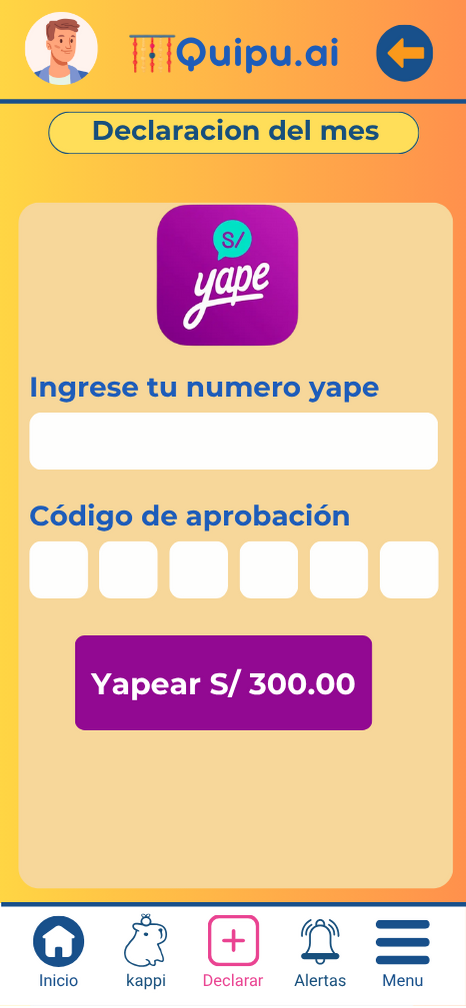 Quipu.ai
Declaracion del mes
S/
yape
Ingrese tu numero yape
Código de aprobación
Yapear S/ 300.00
Inicio
kappi
Declarar
Alertas
Menu